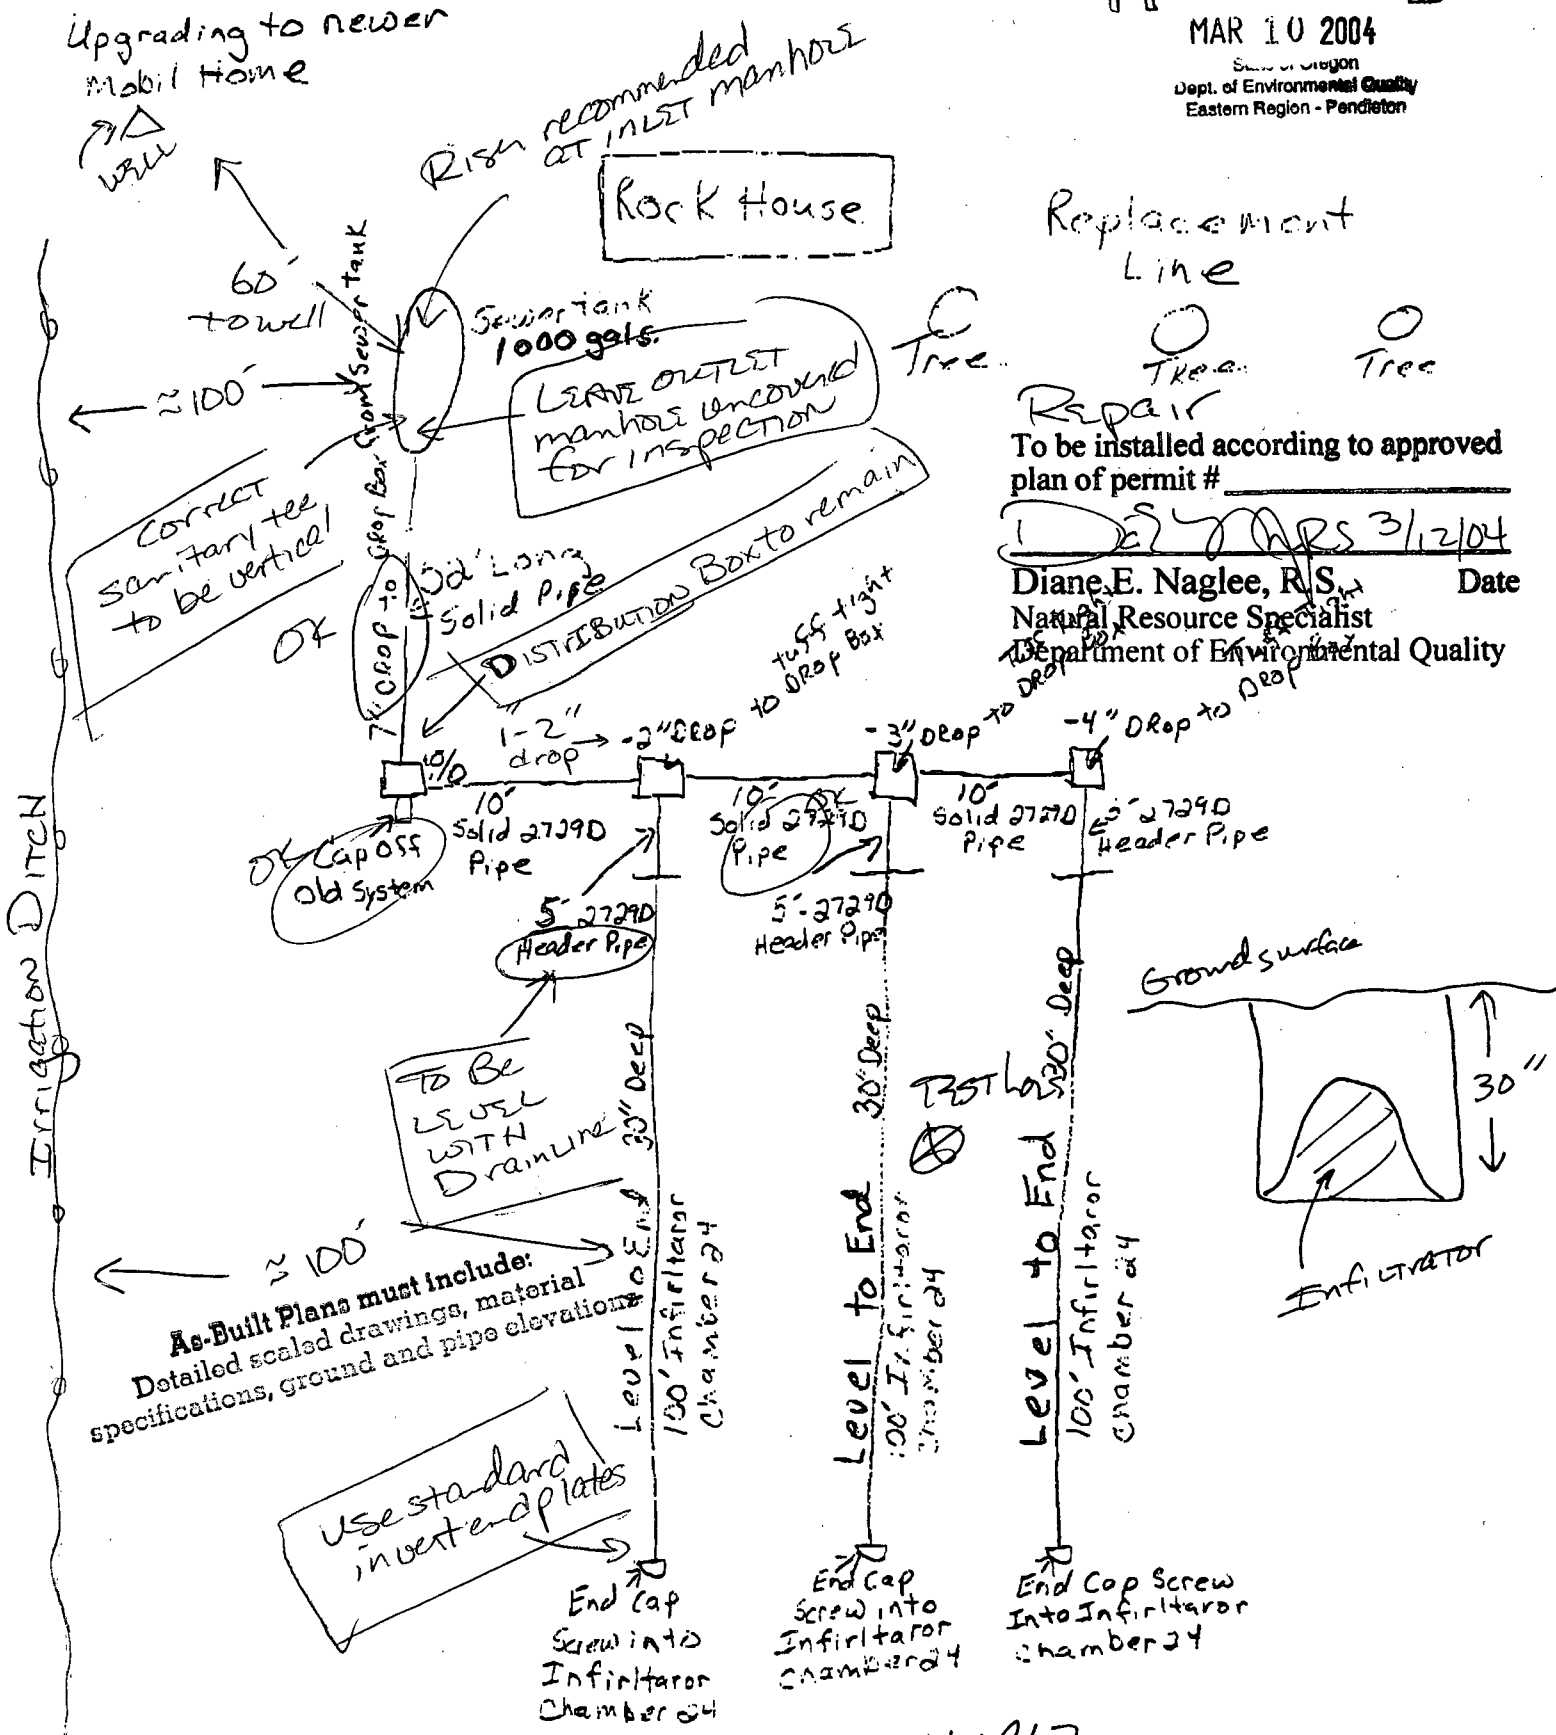 Upgrading to newer
Mobil Home
well
MAR 10 2004
State of Oregon
Dept. of Environmental Quality
Eastern Region - Pendleton
recommended
AT INLET manhole
Rock House
Replacement
Line
60'
to well
Sewer tank
1000 gals.
Tree
Tree
Tree
≈100'
LEAVE OUTLET
manhole uncovered
for inspection
Repair
To be installed according to approved
plan of permit #
3/12/04
Diane E. Naglee, R.S. Date
Natural Resource Specialist
Department of Environmental Quality
correct
sanitary tee
to be vertical
OK
7" DROP to DROP Box from Sewer tank
Long
Solid Pipe
DISTRIBUTION Box to remain
1-2"
drop
-2" DROP to tuff tight
DROP Box
-3" DROP to
DROP Box
-4" DROP to
DROP
10'
Solid 2729D
Pipe
10'
OK
Solid 2729D
Pipe
10'
Solid 2729D
Pipe
5' 2729D
Header Pipe
OK
Cap Off
Old System
5' 2729D
Header Pipe
5'-2729D
Header Pipe
Irrigation DITCH
To Be
LEVEL
WITH
Drainline
30" Deep
30" Deep
30" Deep
TEST hole
Ground surface
30"
Infiltrator
≈100'
As-Built Plans must include:
Detailed scaled drawings, material
specifications, ground and pipe elevations
Level to End
100' Infirltaror
Chamber 24
Level to End
100' Infirltaror
Chamber 24
Level to End
100' Infirltaror
Chamber 24
use standard
invert endplates
End Cap
Screw into
Infirltaror
Chamber 24
End Cap
Screw into
Infirltaror
Chamber 24
End Cap Screw
Into Infirltaror
Chamber 24